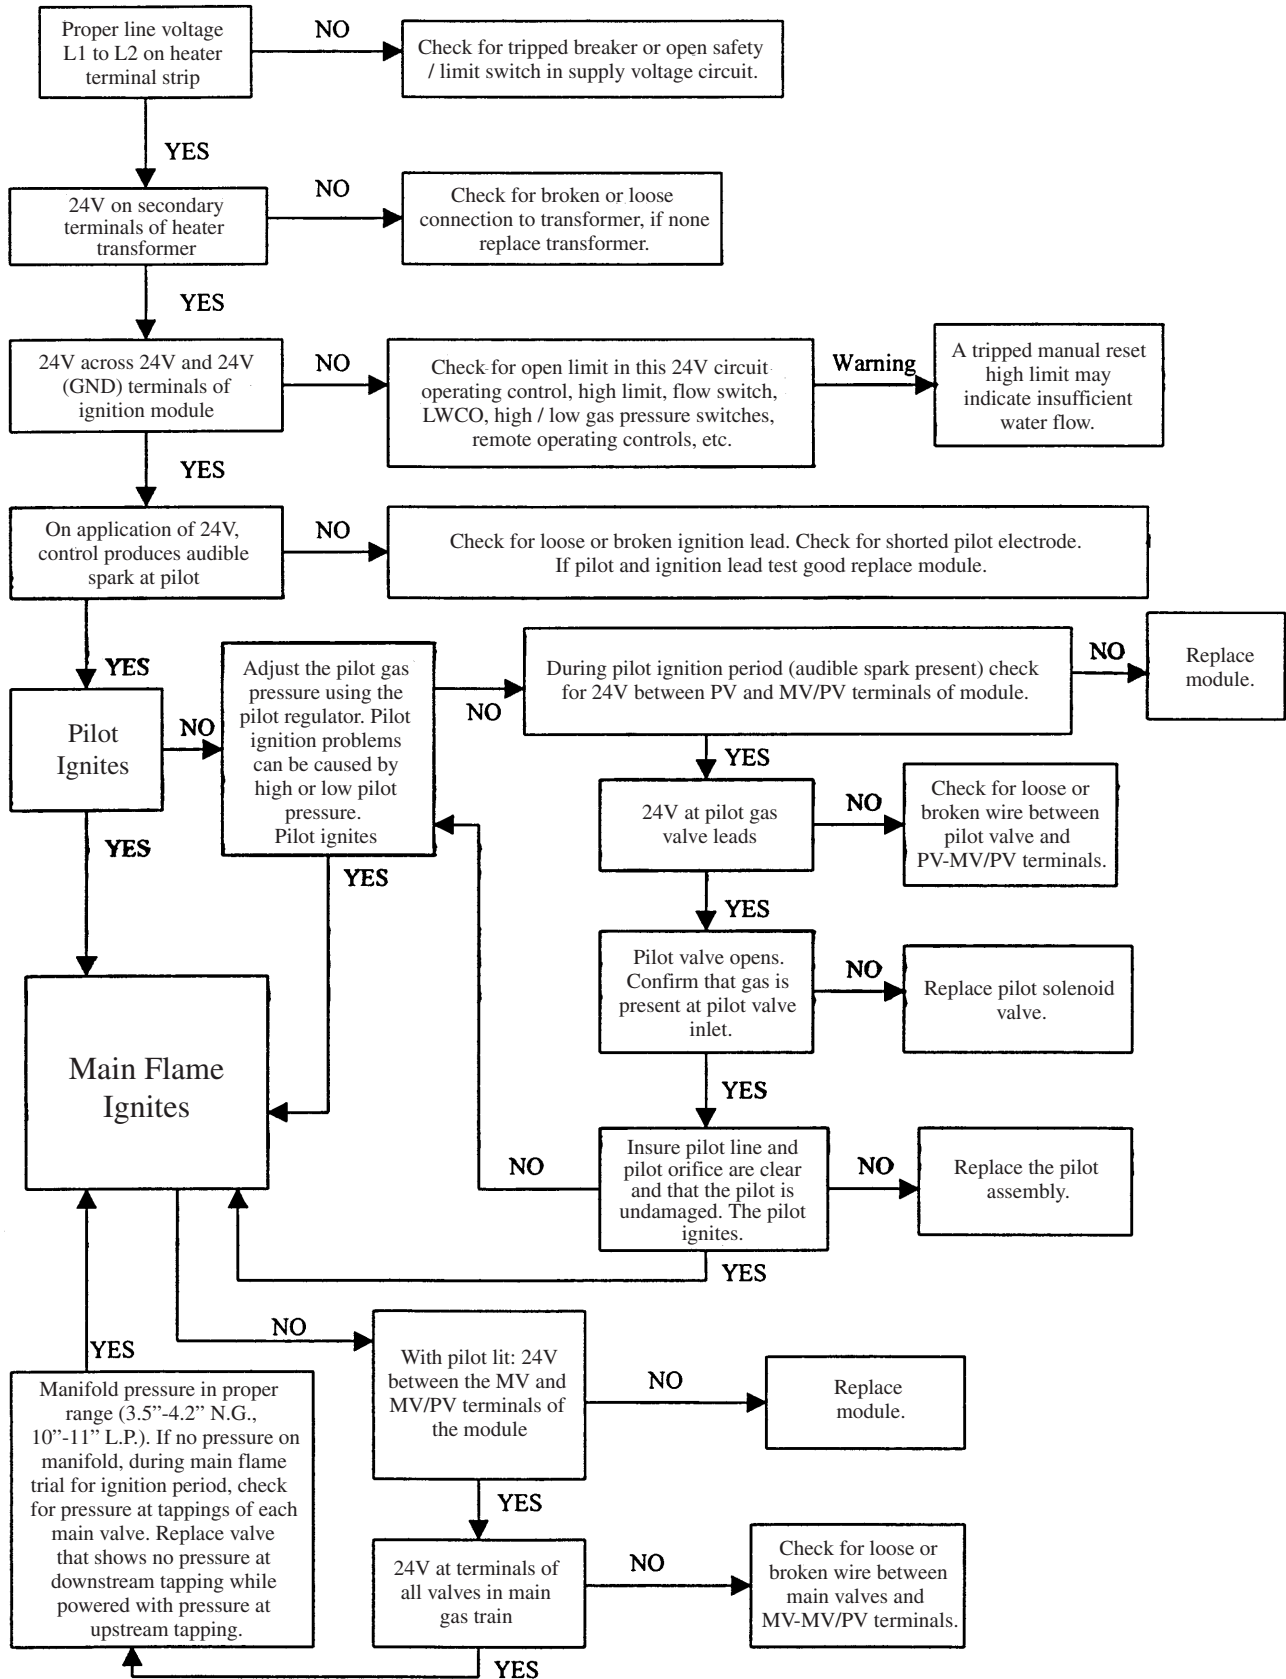 Proper line voltage
L1 to L2 on heater
terminal strip
NO
Check for tripped breaker or open safety
/ limit switch in supply voltage circuit.
YES
24V on secondary
terminals of heater
transformer
NO
Check for broken or loose
connection to transformer, if none
replace transformer.
YES
24V across 24V and 24V
(GND) terminals of
ignition module
NO
Check for open limit in this 24V circuit
operating control, high limit, flow switch,
LWCO, high / low gas pressure switches,
remote operating controls, etc.
Warning
A tripped manual reset
high limit may
indicate insufficient
water flow.
YES
On application of 24V,
control produces audible
spark at pilot
NO
Check for loose or broken ignition lead. Check for shorted pilot electrode.
If pilot and ignition lead test good replace module.
YES
Pilot
Ignites
NO
Adjust the pilot gas
pressure using the
pilot regulator. Pilot
ignition problems
can be caused by
high or low pilot
pressure.
Pilot ignites
NO
During pilot ignition period (audible spark present) check
for 24V between PV and MV/PV terminals of module.
NO
Replace
module.
YES
24V at pilot gas
valve leads
NO
Check for loose or
broken wire between
pilot valve and
PV-MV/PV terminals.
YES
YES
YES
Pilot valve opens.
Confirm that gas is
present at pilot valve
inlet.
NO
Replace pilot solenoid
valve.
YES
Main Flame
Ignites
Insure pilot line and
pilot orifice are clear
and that the pilot is
undamaged. The pilot
ignites.
NO
NO
Replace the pilot
assembly.
YES
NO
With pilot lit: 24V
between the MV and
MV/PV terminals of
the module
NO
Replace
module.
YES
YES
Manifold pressure in proper
range (3.5”-4.2” N.G.,
10”-11” L.P.). If no pressure on
manifold, during main flame
trial for ignition period, check
for pressure at tappings of each
main valve. Replace valve
that shows no pressure at
downstream tapping while
powered with pressure at
upstream tapping.
24V at terminals of
all valves in main
gas train
NO
Check for loose or
broken wire between
main valves and
MV-MV/PV terminals.
YES